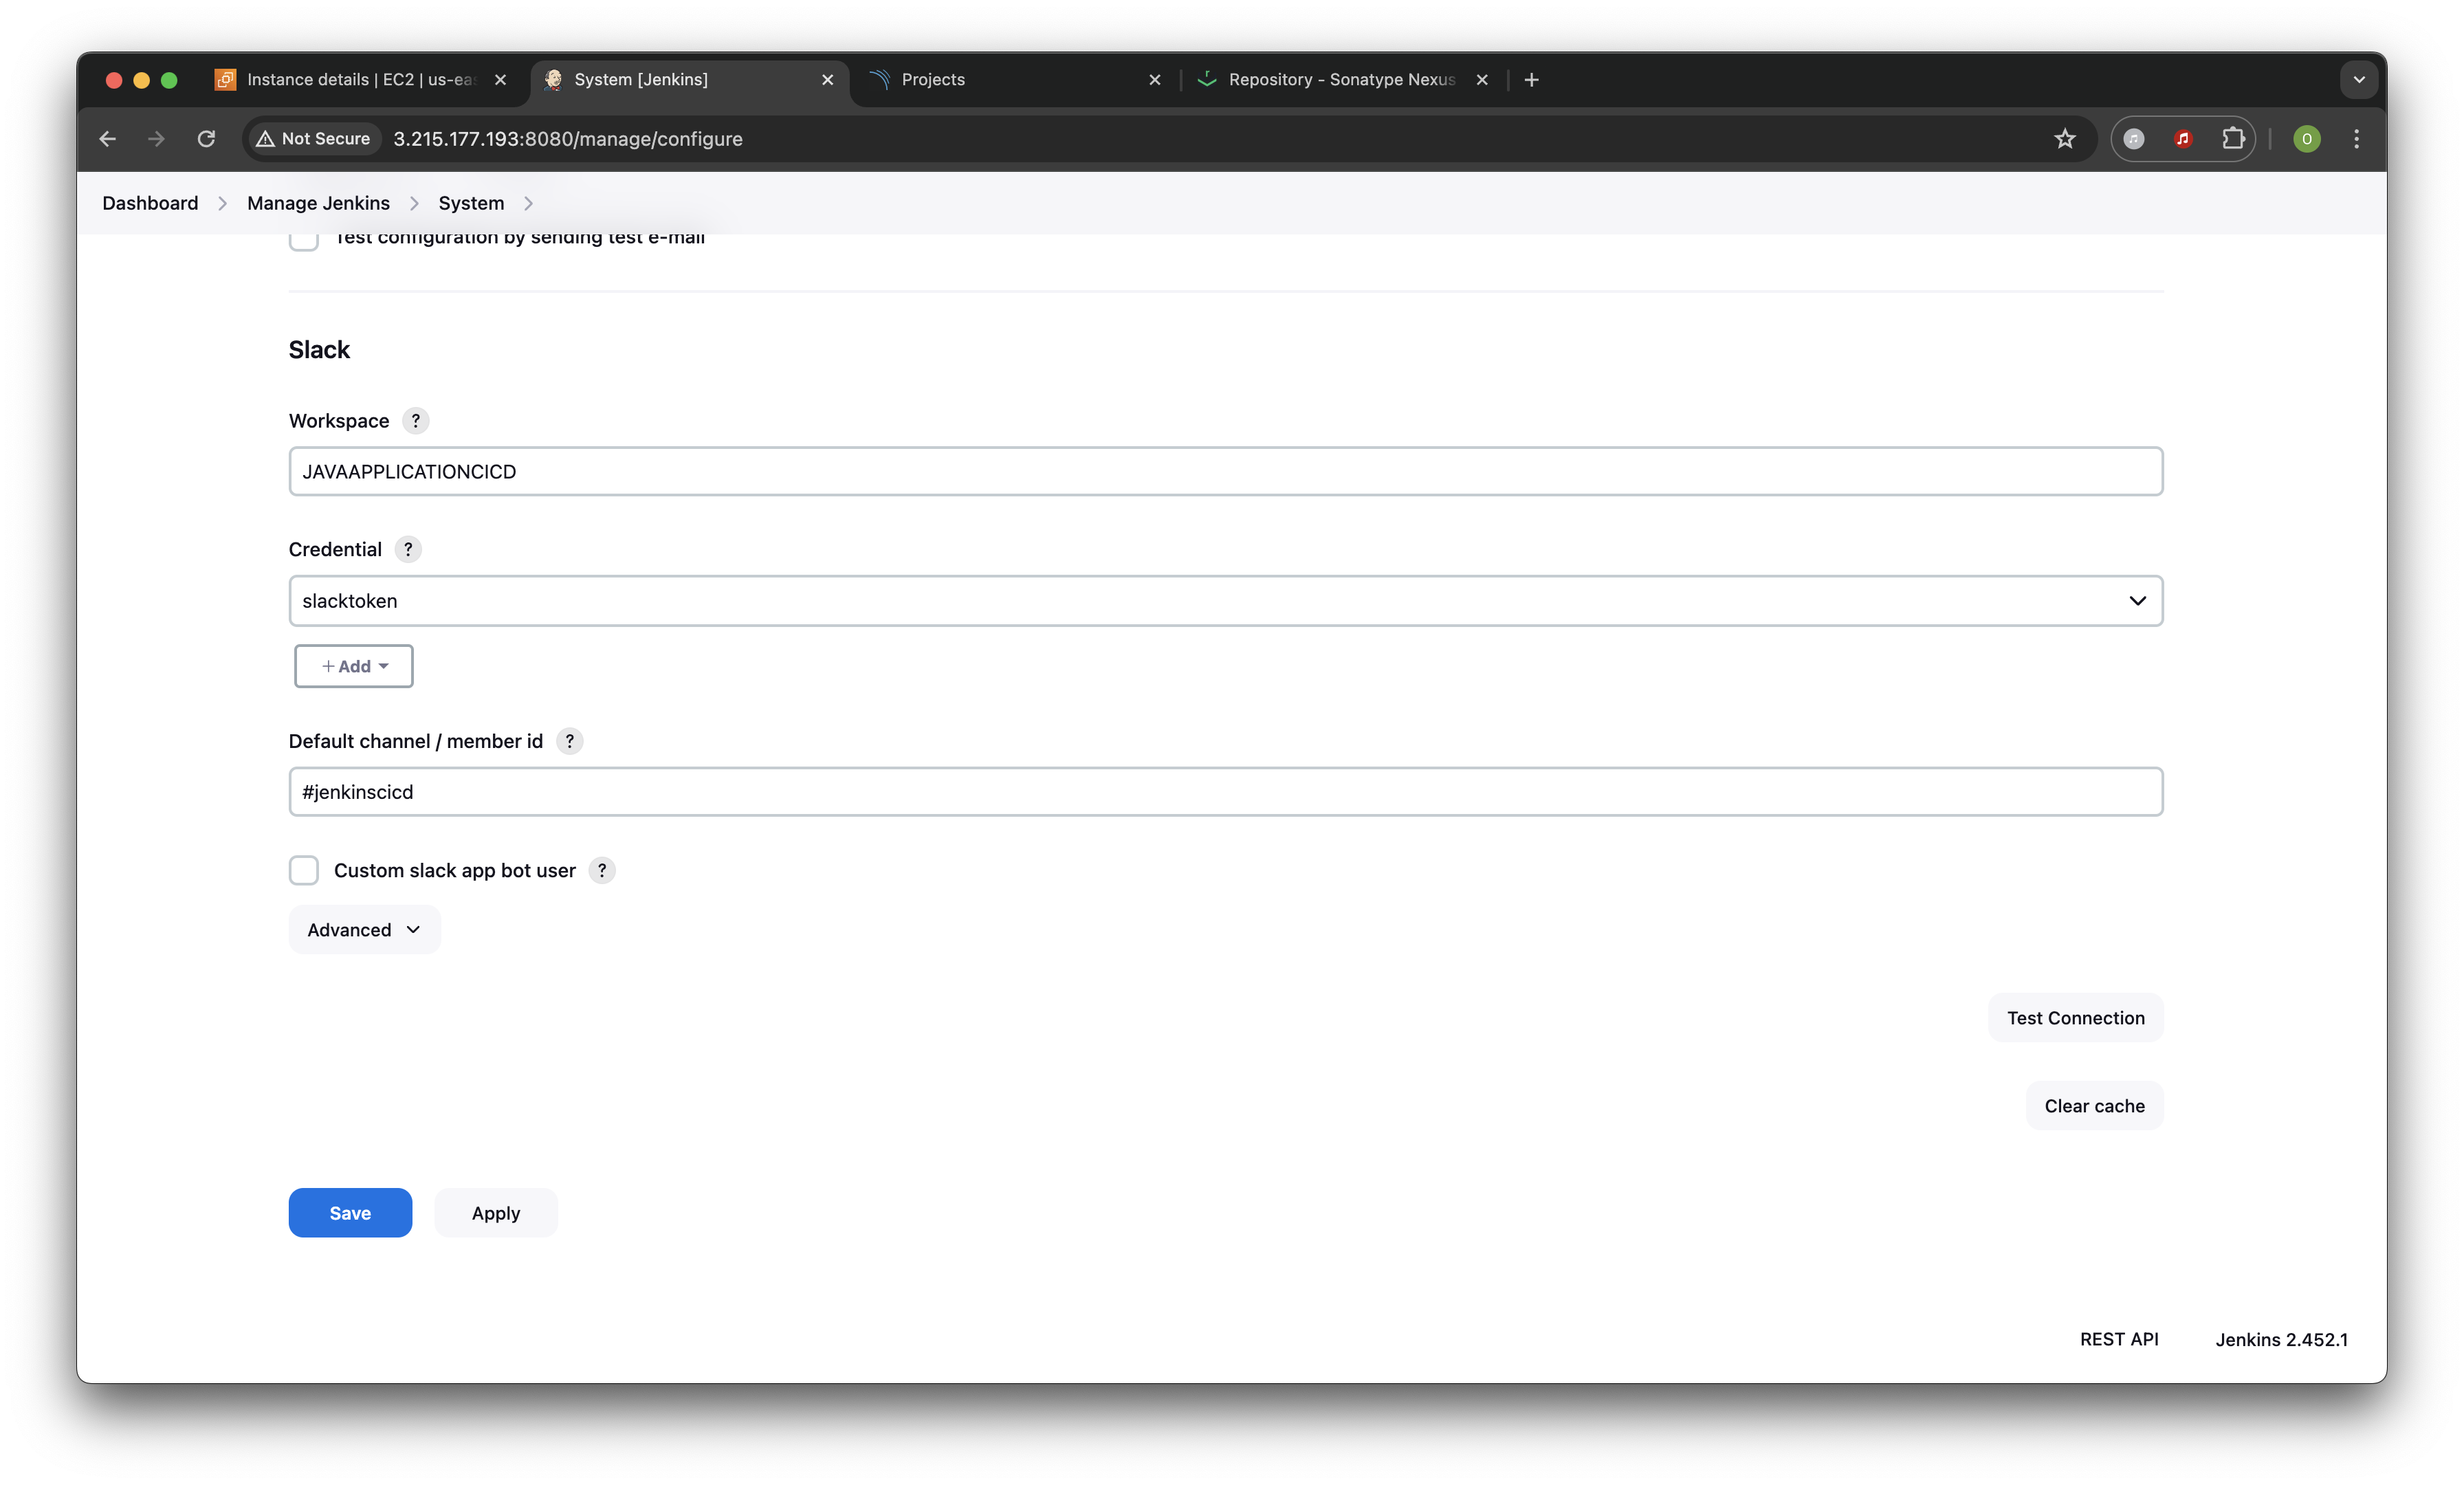 Instance details | EC2 | us-eas
System [Jenkins]
Projects
Repository - Sonatype Nexus
Not Secure
3.215.177.193:8080/manage/configure
O
Dashboard
Manage Jenkins
System
Test configuration by sending test e-mail
Slack
Workspace ?
JAVAAPPLICATIONCICD
Credential ?
slacktoken
+ Add
Default channel / member id ?
#jenkinscicd
Custom slack app bot user ?
Advanced
Test Connection
Clear cache
Save
Apply
REST API
Jenkins 2.452.1